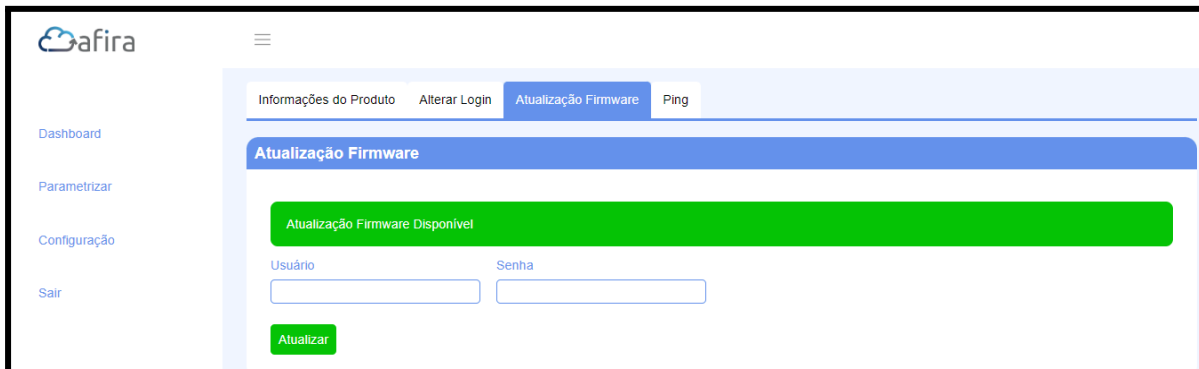 afira
Informações do Produto Alterar Login Atualização Firmware Ping
Dashboard
Atualização Firmware
Parametrizar
Atualização Firmware Disponível
Configuração
Usuário Senha
Sair
Atualizar